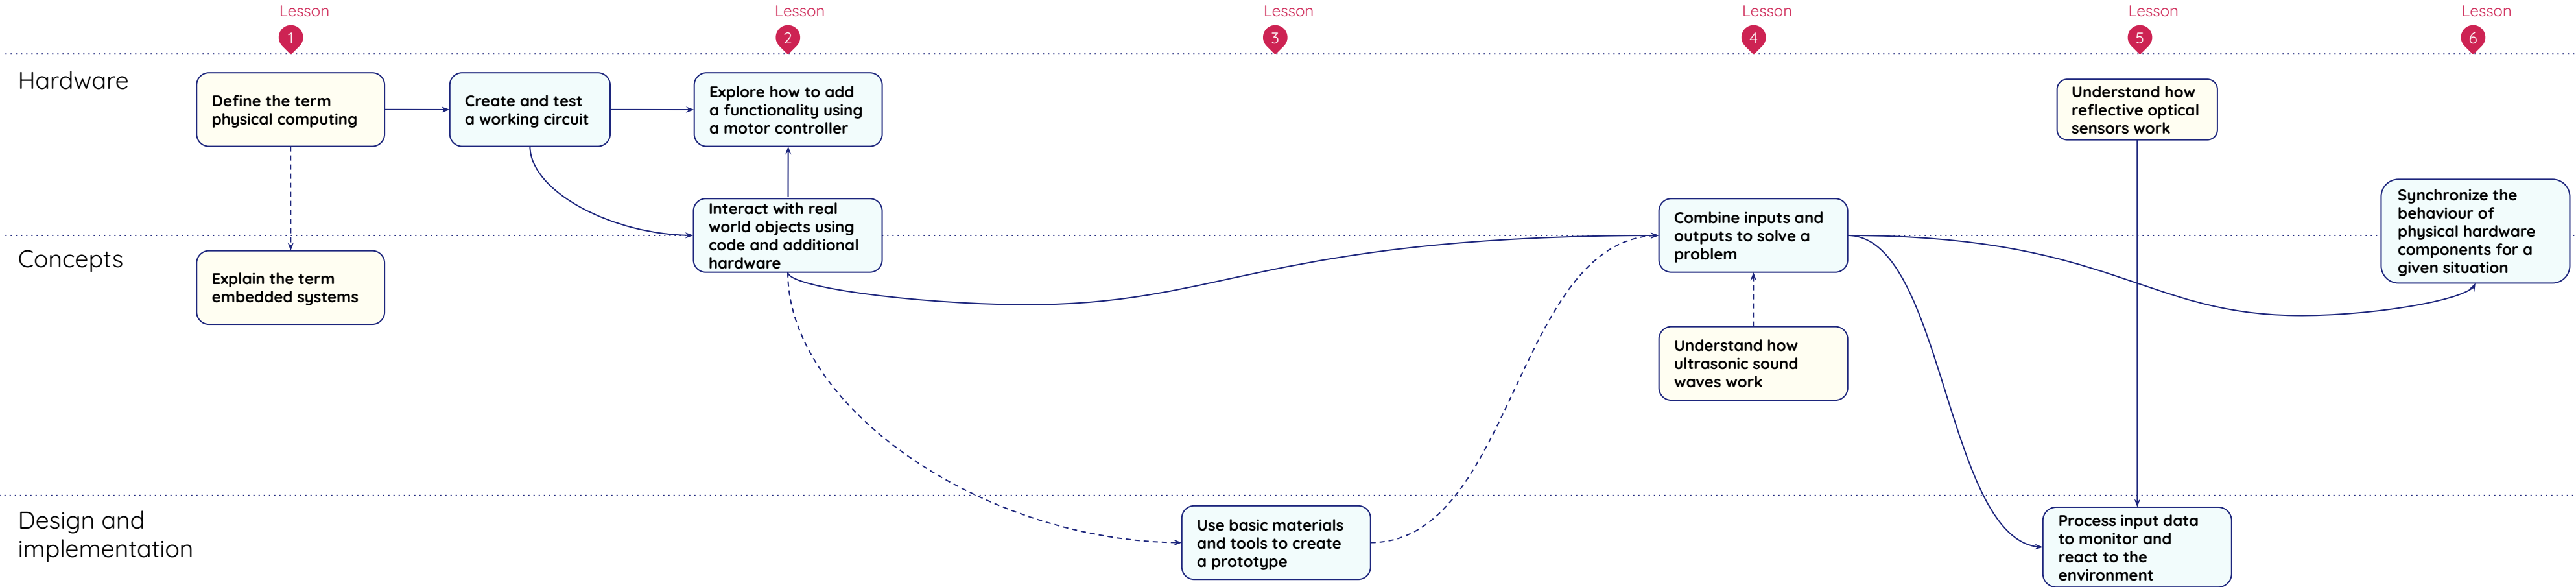 Lesson
1
Lesson
2
Lesson
3
Lesson
4
Lesson
5
Lesson
6
Hardware
Define the term
physical computing
Create and test
a working circuit
Explore how to add
a functionality using
a motor controller
Understand how
reflective optical
sensors work
Interact with real
world objects using
code and additional
hardware
Combine inputs and
outputs to solve a
problem
Synchronize the
behaviour of
physical hardware
components for a
given situation
Concepts
Explain the term
embedded systems
Understand how
ultrasonic sound
waves work
Design and
implementation
Use basic materials
and tools to create
a prototype
Process input data
to monitor and
react to the
environment